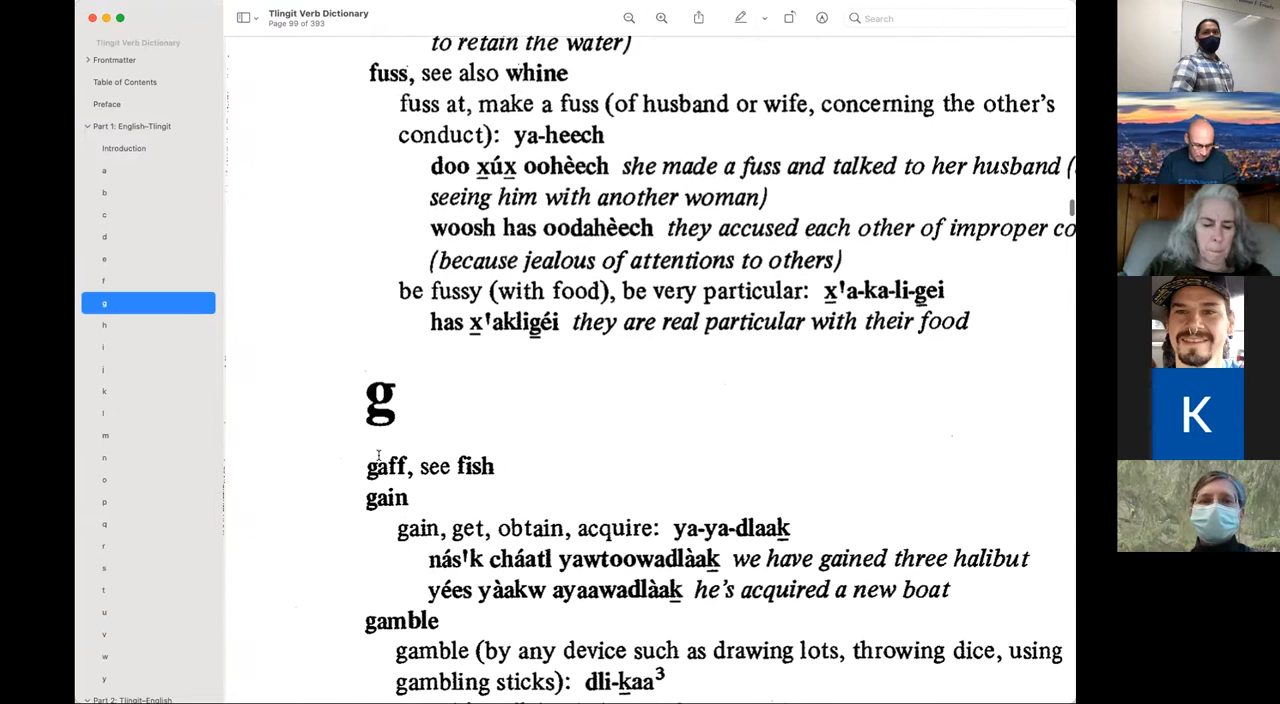 Tlingit Verb Dictionary
Page 99 of 393
Search
Tlingit Verb Dictionary
Frontmatter
Table of Contents
Preface
Part 1: English–Tlingit
Introduction
a
b
c
d
e
f
g
h
i
j
k
l
m
n
o
p
q
r
s
t
u
v
w
y
Part 2: Tlingit–English
to retain the water)
fuss, see also whine
fuss at, make a fuss (of husband or wife, concerning the other's
conduct): ya-heech
doo x̲úx̲ oohèech she made a fuss and talked to her husband (
seeing him with another woman)
woosh has oodahèech they accused each other of improper co
(because jealous of attentions to others)
be fussy (with food), be very particular: x̲'a-ka-li-g̲ei
has x̲'aklig̲éi they are real particular with their food
g
gaff, see fish
gain
gain, get, obtain, acquire: ya-ya-dlaak̲
nás'k cháatl yawtoowadlàak̲ we have gained three halibut
yées yàakw ayaawadlàak̲ he's acquired a new boat
gamble
gamble (by any device such as drawing lots, throwing dice, using
gambling sticks): dli-k̲aa³
K